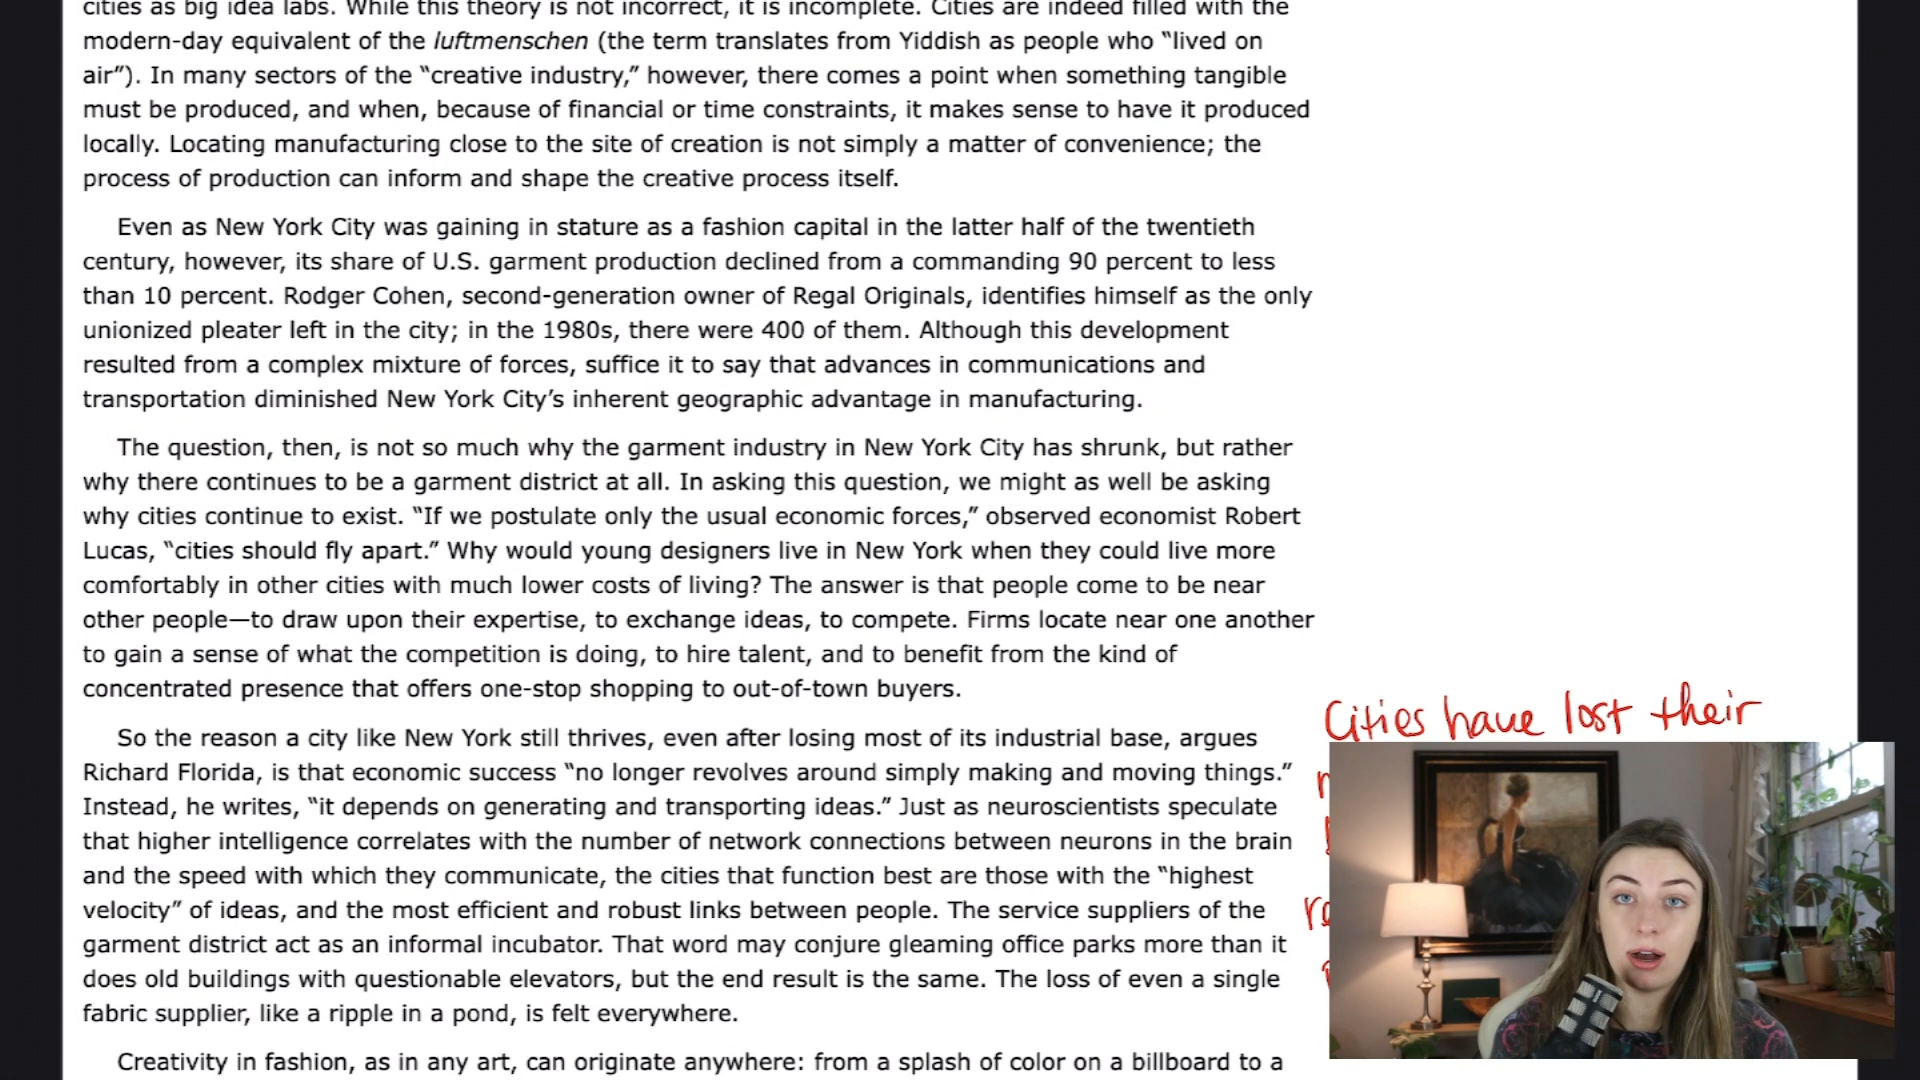 cities as big idea labs. While this theory is not incorrect, it is incomplete. Cities are indeed filled with the
modern-day equivalent of the luftmenschen (the term translates from Yiddish as people who “lived on
air”). In many sectors of the “creative industry,” however, there comes a point when something tangible
must be produced, and when, because of financial or time constraints, it makes sense to have it produced
locally. Locating manufacturing close to the site of creation is not simply a matter of convenience; the
process of production can inform and shape the creative process itself.
Even as New York City was gaining in stature as a fashion capital in the latter half of the twentieth
century, however, its share of U.S. garment production declined from a commanding 90 percent to less
than 10 percent. Rodger Cohen, second-generation owner of Regal Originals, identifies himself as the only
unionized pleater left in the city; in the 1980s, there were 400 of them. Although this development
resulted from a complex mixture of forces, suffice it to say that advances in communications and
transportation diminished New York City’s inherent geographic advantage in manufacturing.
The question, then, is not so much why the garment industry in New York City has shrunk, but rather
why there continues to be a garment district at all. In asking this question, we might as well be asking
why cities continue to exist. “If we postulate only the usual economic forces,” observed economist Robert
Lucas, “cities should fly apart.” Why would young designers live in New York when they could live more
comfortably in other cities with much lower costs of living? The answer is that people come to be near
other people—to draw upon their expertise, to exchange ideas, to compete. Firms locate near one another
to gain a sense of what the competition is doing, to hire talent, and to benefit from the kind of
concentrated presence that offers one-stop shopping to out-of-town buyers.
Cities have lost their
So the reason a city like New York still thrives, even after losing most of its industrial base, argues
Richard Florida, is that economic success “no longer revolves around simply making and moving things.”
Instead, he writes, “it depends on generating and transporting ideas.” Just as neuroscientists speculate
that higher intelligence correlates with the number of network connections between neurons in the brain
and the speed with which they communicate, the cities that function best are those with the “highest
velocity” of ideas, and the most efficient and robust links between people. The service suppliers of the
garment district act as an informal incubator. That word may conjure gleaming office parks more than it
does old buildings with questionable elevators, but the end result is the same. The loss of even a single
fabric supplier, like a ripple in a pond, is felt everywhere.
Creativity in fashion, as in any art, can originate anywhere: from a splash of color on a billboard to a